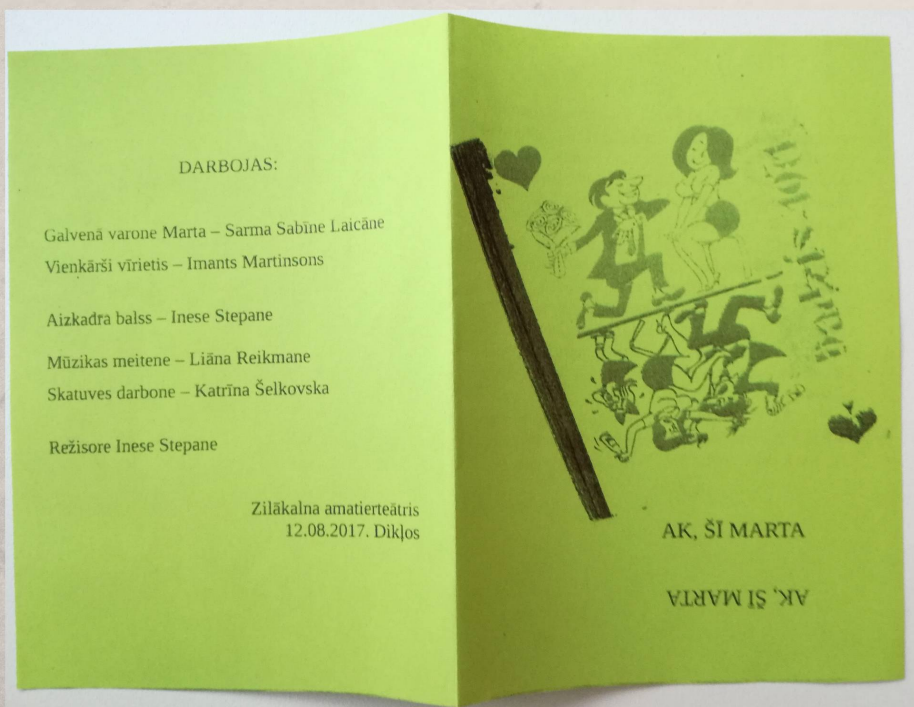 DARBOJAS:
Galvenā varone Marta – Sarma Sabīne Laicāne
Vienkārši vīrietis – Imants Martinsons
Aizkadra balss – Inese Stepane
Mūzikas meitene – Liāna Reikmane
Skatuves darbone – Katrīna Šelkovska
Režisore Inese Stepane
Zilākalna amatierteātris
12.08.2017. Dikļos
AK, ŠĪ MARTA
AK, ŠĪ MARTA